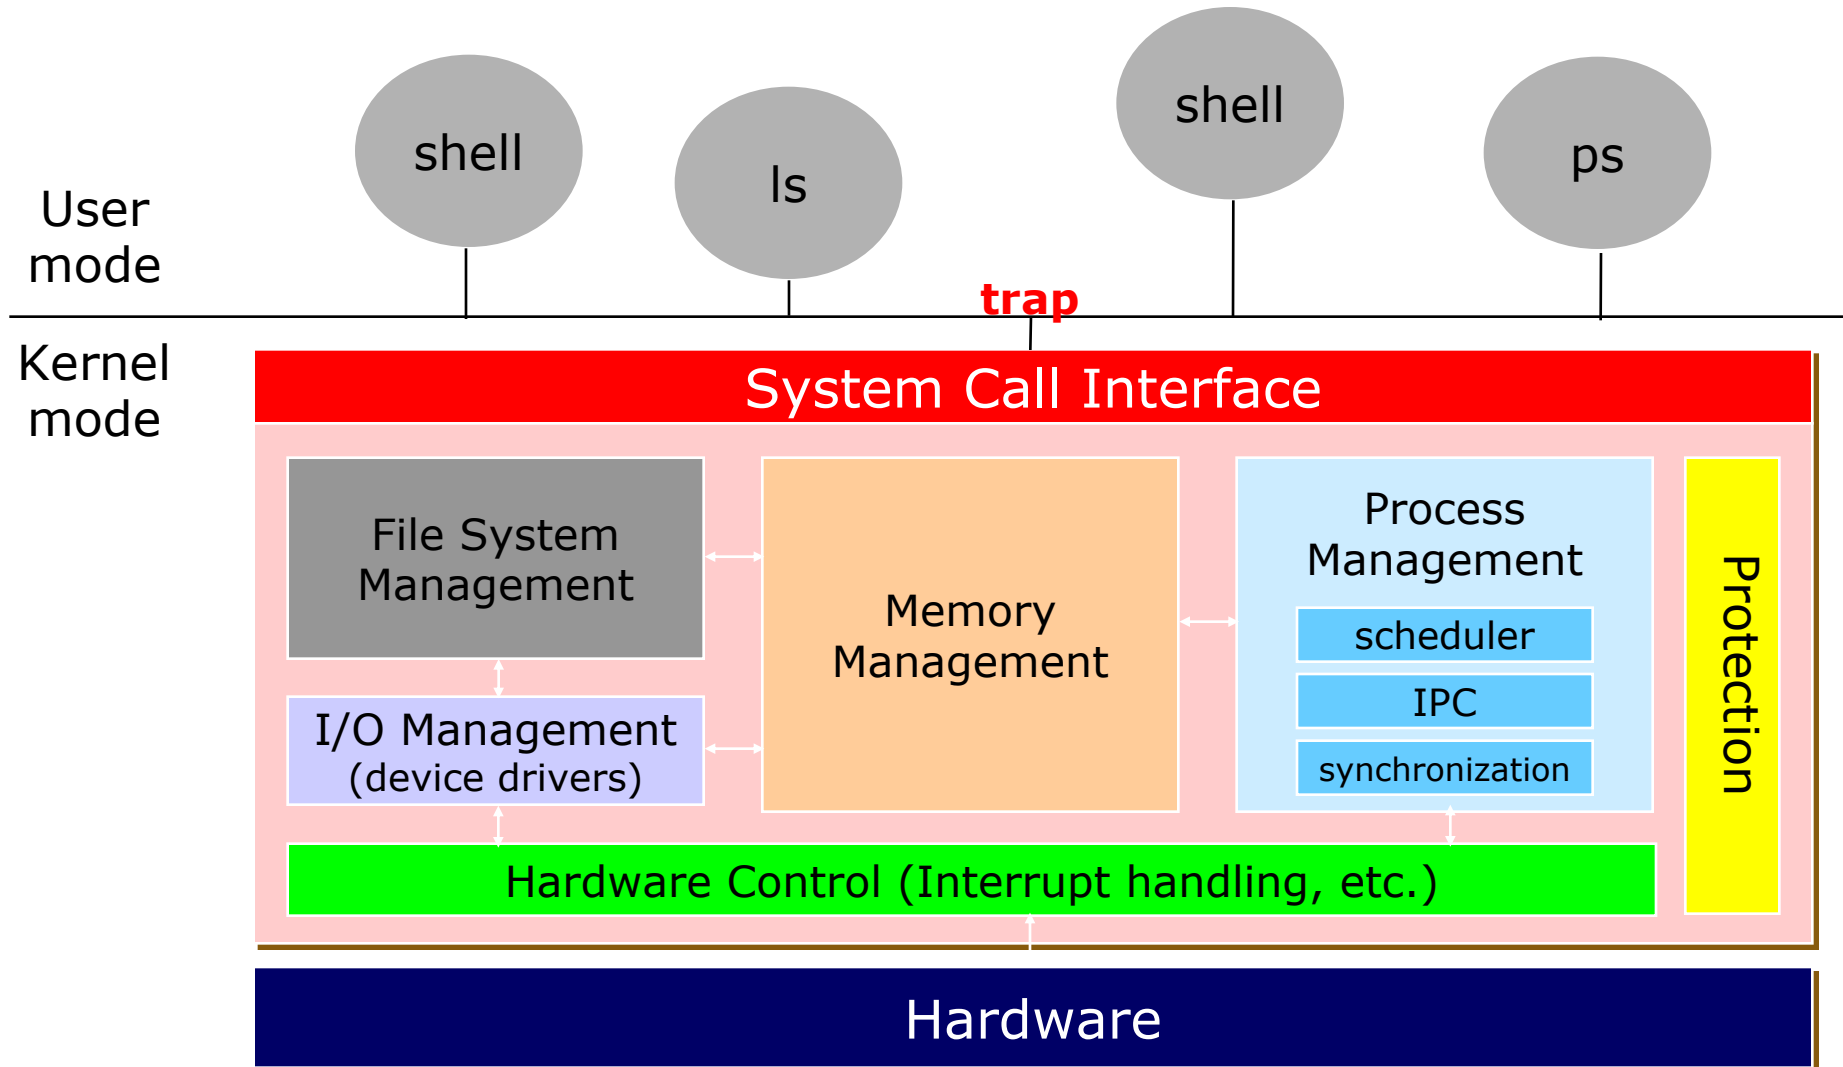 shell
ls
shell
ps
User
mode
trap
Kernel
mode
System Call Interface
File System
Management
Memory
Management
Process
Management
scheduler
IPC
synchronization
Protection
I/O Management
(device drivers)
Hardware Control (Interrupt handling, etc.)
Hardware